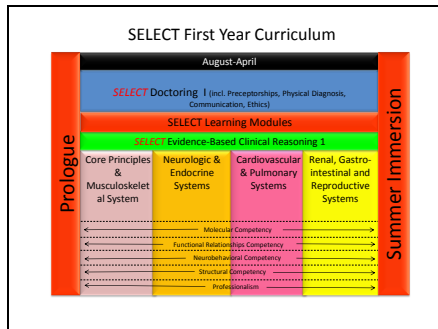 SELECT First Year Curriculum
Prologue
August-April
SELECT Doctoring I (incl. Preceptorships, Physical Diagnosis,
Communication, Ethics)
SELECT Learning Modules
SELECT Evidence-Based Clinical Reasoning 1
Core Principles
&
Musculoskelet
al System
Neurologic &
Endocrine
Systems
Cardiovascular
& Pulmonary
Systems
Renal, Gastro-
intestinal and
Reproductive
Systems
Molecular Competency
Functional Relationships Competency
Neurobehavioral Competency
Structural Competency
Professionalism
Summer Immersion